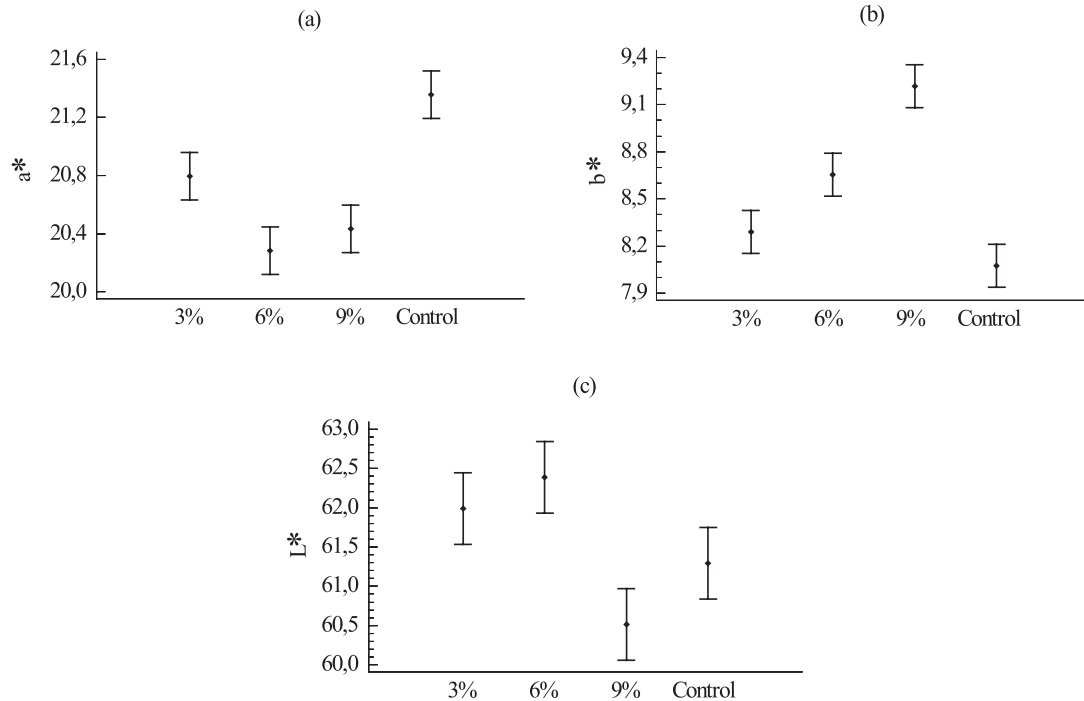 (a)
21,6
21,2
20,8
20,4
20,0
a*
3% 6% 9% Control
(b)
9,4
9,1
8,8
8,5
8,2
7,9
b*
3% 6% 9% Control
(c)
63,0
62,5
62,0
61,5
61,0
60,5
60,0
L*
3% 6% 9% Control